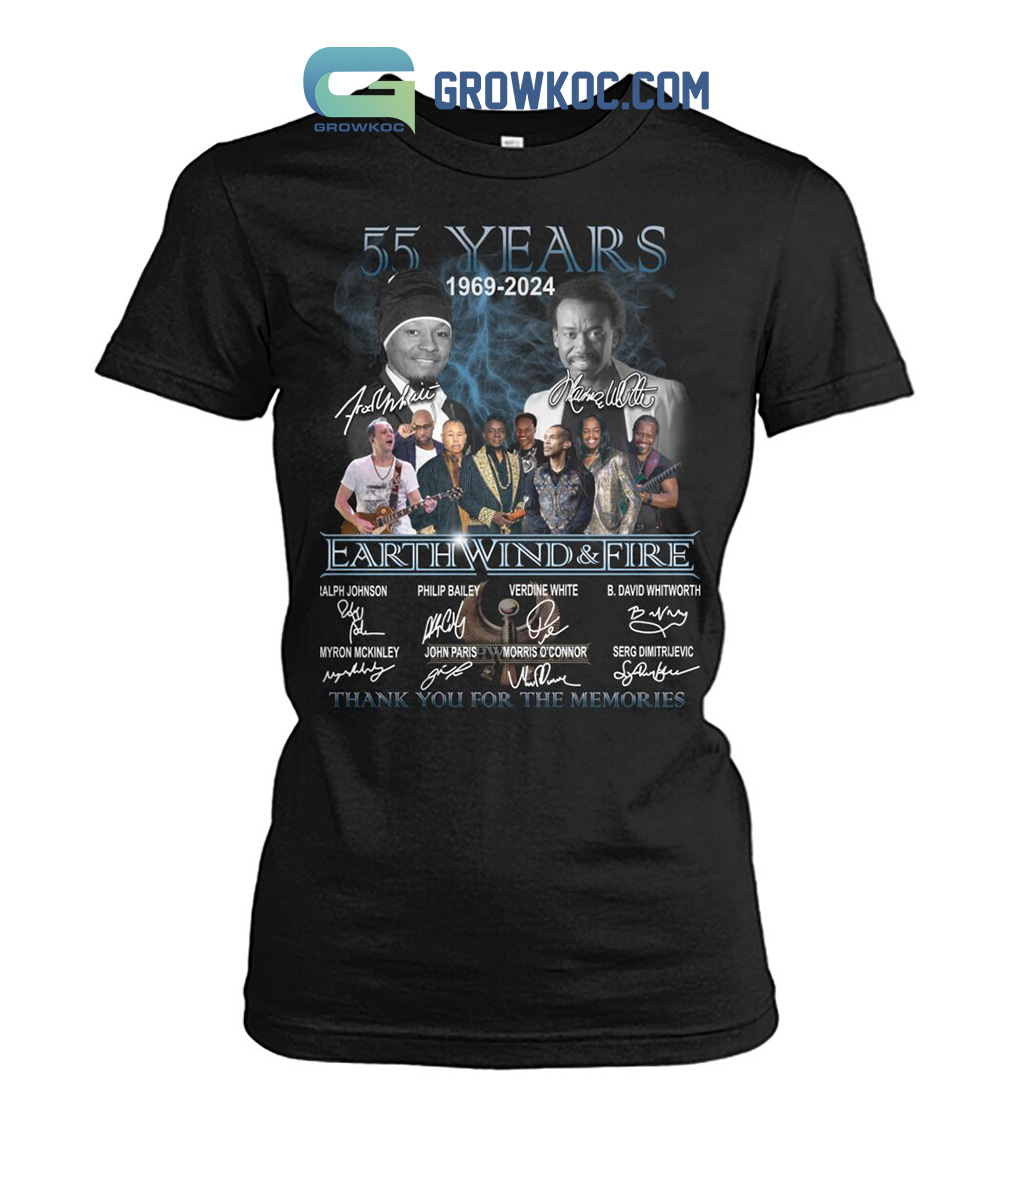 GROWKOC.COM
GROWKOC
55 YEARS
1969-2024
EARTH WIND & FIRE
RALPH JOHNSON PHILIP BAILEY VERDINE WHITE B. DAVID WHITWORTH
MYRON MCKINLEY JOHN PARIS MORRIS O'CONNOR SERG DIMITRIJEVIC
THANK YOU FOR THE MEMORIES